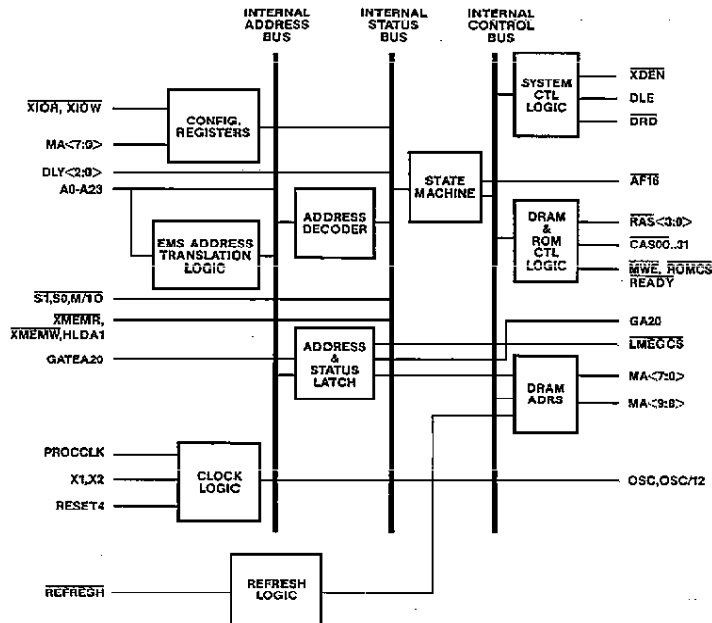 INTERNAL ADDRESS BUS
INTERNAL STATUS BUS
INTERNAL CONTROL BUS
XIOR, XIOW
MA<7:0>
DLY<2:0>
A0-A23
CONFIG. REGISTERS
SYSTEM CTL LOGIC
XDEN
DLE
DRD
STATE MACHINE
AF16
ADDRESS DECODER
EMS ADDRESS TRANSLATION LOGIC
DRAM & ROM CTL LOGIC
RAS<3:0>
CAS00..31
MWE, ROMCS
READY
S1,S0,M/IO
XMEMR,
XMEMW,HLDA1
GATEA20
ADDRESS & STATUS LATCH
GA20
LMEGCS
DRAM ADRS
MA<7:0>
MA<9:8>
PROCCLK
X1,X2
RESET4
CLOCK LOGIC
OSC,OSC/12
REFRESH
REFRESH LOGIC